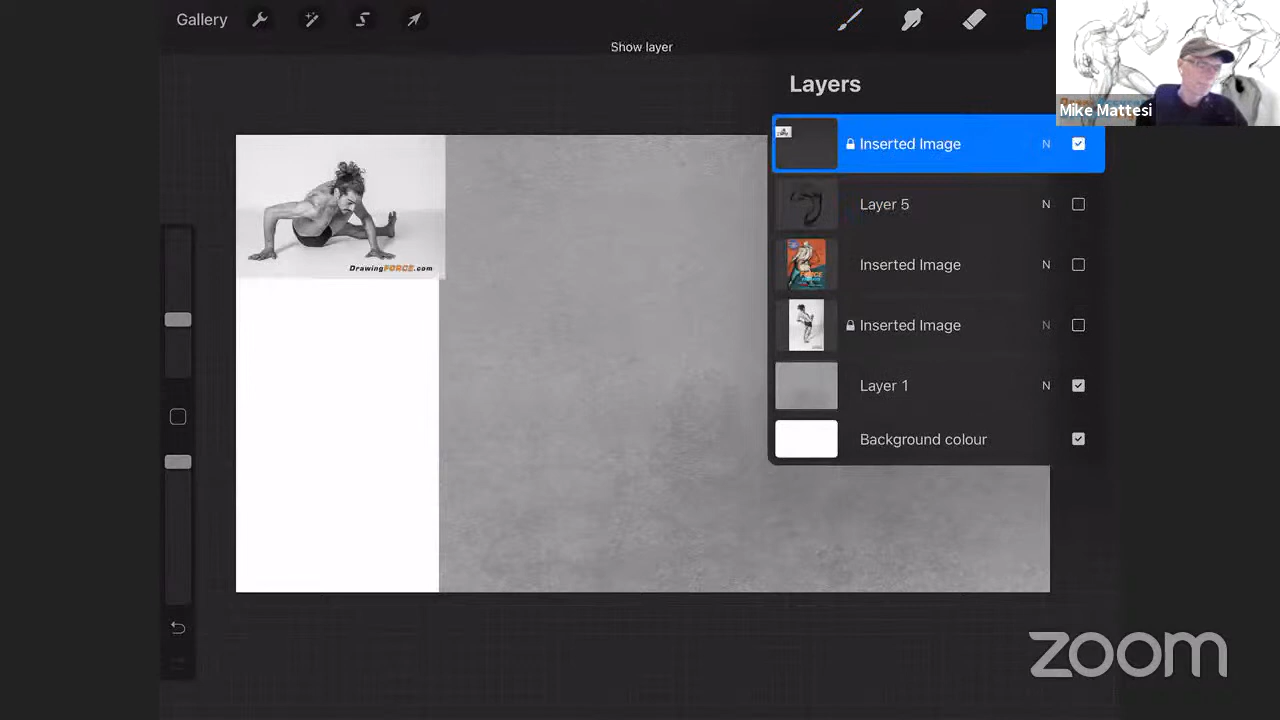 Gallery
Show layer
Layers
Mike Mattesi
Inserted Image N
Layer 5 N
Inserted Image N
Inserted Image N
Layer 1 N
Background colour
DrawingFORCE.com
zoom